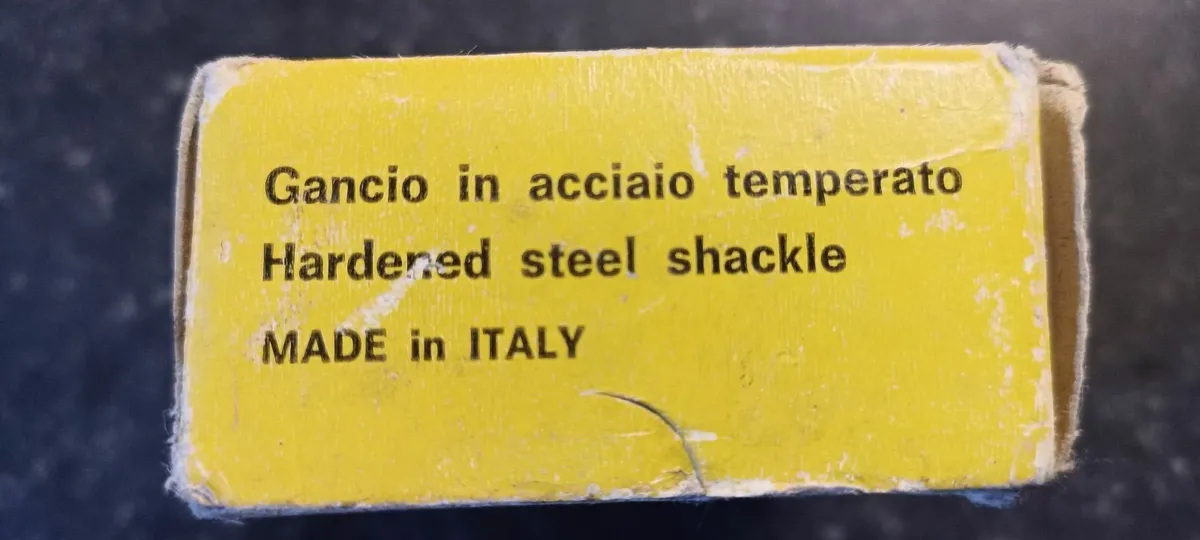 Gancio in acciaio temperato
Hardened steel shackle
MADE in ITALY